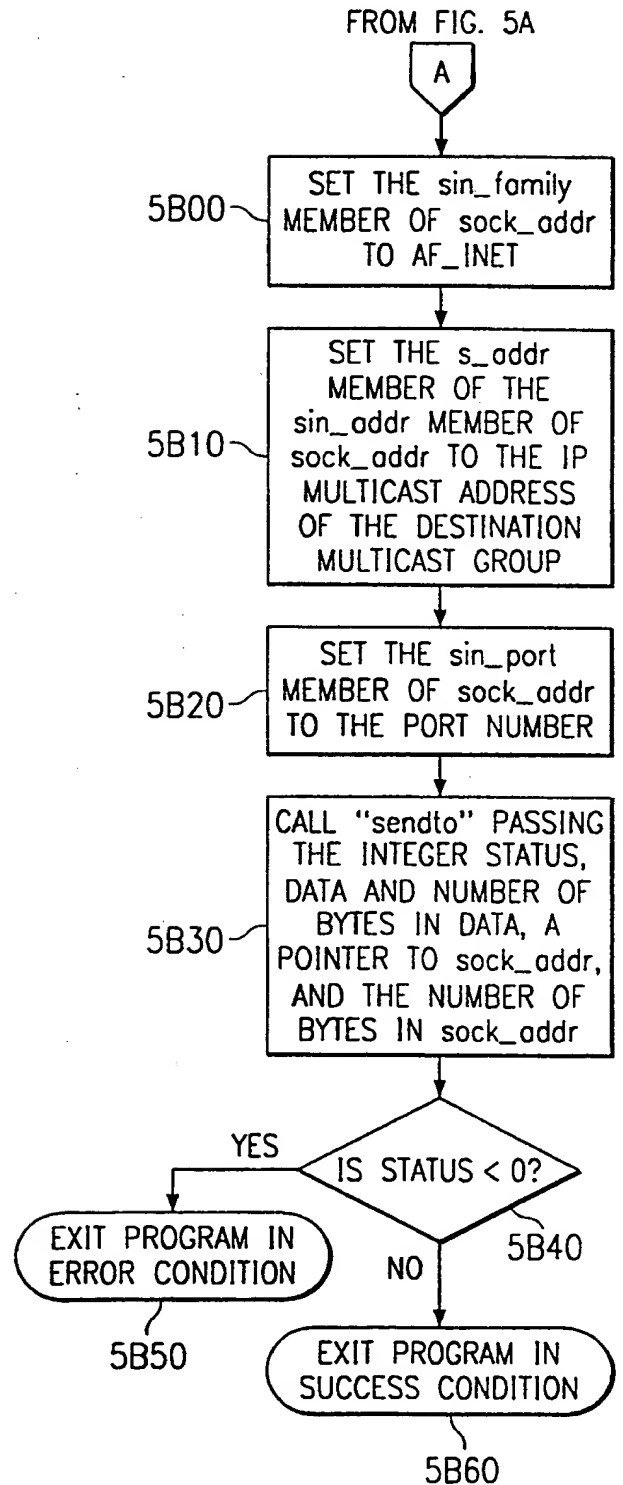 FROM FIG. 5A
A
5B00
SET THE sin_family
MEMBER OF sock_addr
TO AF_INET
5B10
SET THE s_addr
MEMBER OF THE
sin_addr MEMBER OF
sock_addr TO THE IP
MULTICAST ADDRESS
OF THE DESTINATION
MULTICAST GROUP
5B20
SET THE sin_port
MEMBER OF sock_addr
TO THE PORT NUMBER
5B30
CALL "sendto" PASSING
THE INTEGER STATUS,
DATA AND NUMBER OF
BYTES IN DATA, A
POINTER TO sock_addr,
AND THE NUMBER OF
BYTES IN sock_addr
YES
IS STATUS < 0?
5B40
EXIT PROGRAM IN
ERROR CONDITION
5B50
NO
EXIT PROGRAM IN
SUCCESS CONDITION
5B60